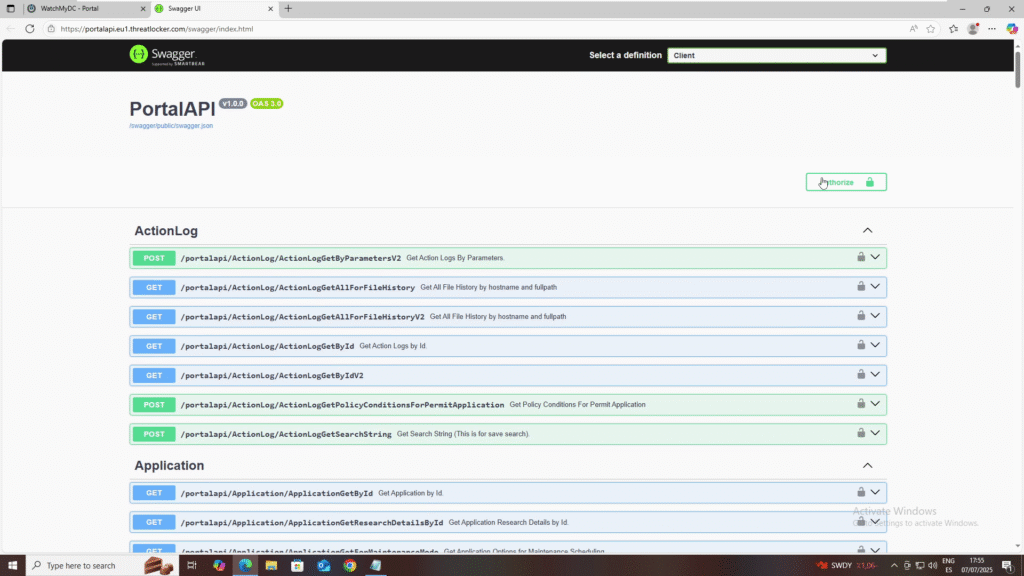 WatchMyDC - Portal
Swagger UI
https://portalapi.eu1.threatlocker.com/swagger/index.html
Swagger
Supported by SMARTBEAR
Select a definition
Client
PortalAPI v1.0.0 OAS 3.0
/swagger/public/swagger.json
Authorize
ActionLog
POST /portalapi/ActionLog/ActionLogGetByParametersV2 Get Action Logs By Parameters.
GET /portalapi/ActionLog/ActionLogGetAllForFileHistory Get All File History by hostname and fullpath
GET /portalapi/ActionLog/ActionLogGetAllForFileHistoryV2 Get All File History by hostname and fullpath
GET /portalapi/ActionLog/ActionLogGetById Get Action Logs by Id.
GET /portalapi/ActionLog/ActionLogGetByIdV2
POST /portalapi/ActionLog/ActionLogGetPolicyConditionsForPermitApplication Get Policy Conditions For Permit Application
POST /portalapi/ActionLog/ActionLogGetSearchString Get Search String (This is for save search).
Application
GET /portalapi/Application/ApplicationGetById Get Application by Id.
Activate Windows
GET /portalapi/Application/ApplicationGetResearchDetailsById Get Application Research Details by Id.
Go to Settings to activate Windows.
GET /portalapi/Application/ApplicationGetForMaintenanceMode Get Application Options for Maintenance Scheduling.
Type here to search
SWDY
ENG
ES
17:55
07/07/2025